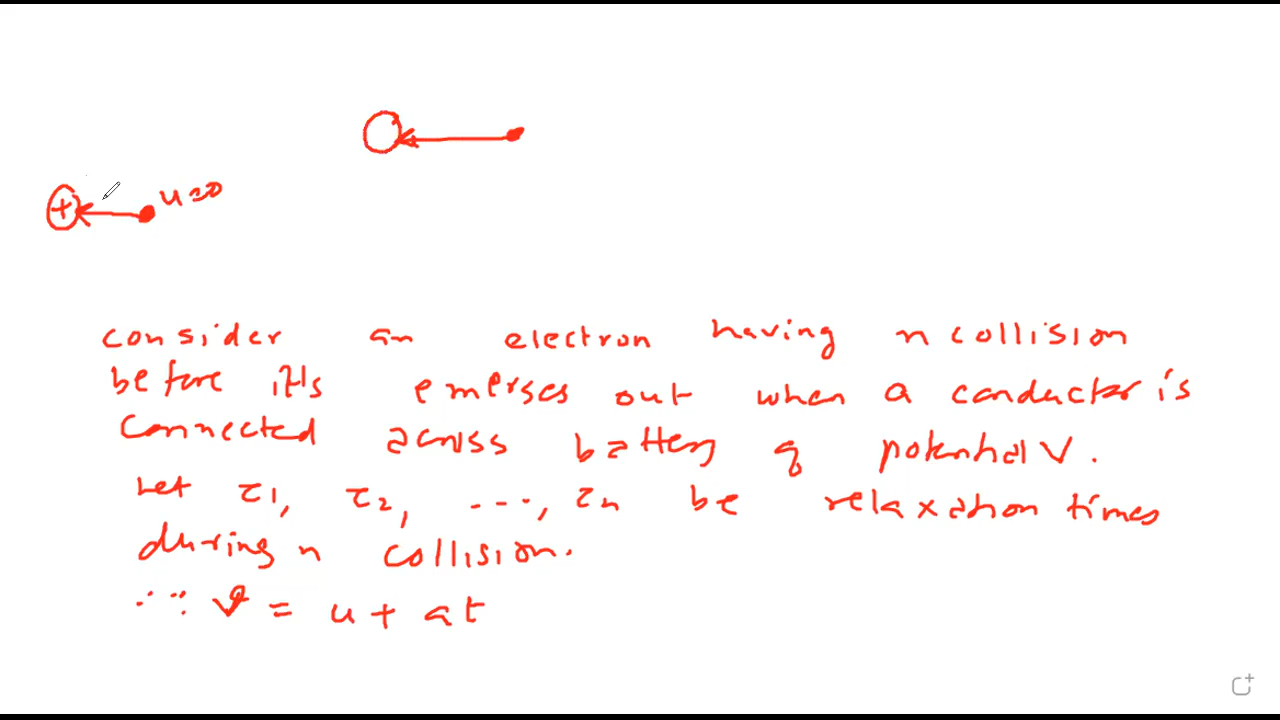 + u=0
consider an electron having n collision
before it's emerges out when a conductor is
connected across battery of potential V.
Let τ1, τ2, ---, τn be relaxation times
during n collision.
∴ ∵ v = u + at